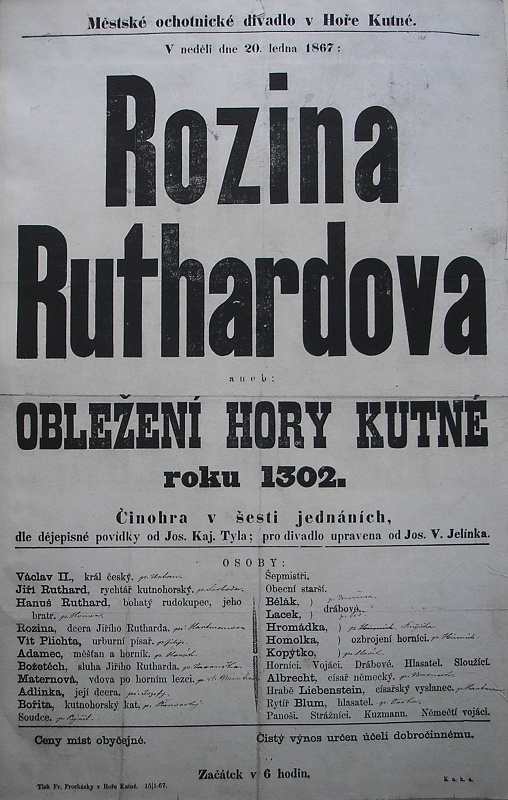 Městské ochotnické divadlo v Hoře Kutné.
V neděli dne 20. ledna 1867:
Rozina
Ruthardova
aneb:
OBLEŽENÍ HORY KUTNÉ
roku 1302.
Činohra v šesti jednáních,
dle dějepisné povídky od Jos. Kaj. Tyla; pro divadlo upravena od Jos. V. Jelínka.
OSOBY:
Václav II., král český.
Jiří Ruthard, rychtář kutnohorský.
Hanuš Ruthard, bohatý rudokupec, jeho
bratr.
Rozina, dcera Jiřího Rutharda.
Vít Plichta, urburní písař.
Adamec, měšťan a horník.
Božetěch, sluha Jiřího Rutharda.
Maternová, vdova po horním lezci.
Adlinka, její dcera.
Bořita, kutnohorský kat.
Soudce.
Šepmistři.
Obecní starší.
Bělák, )
drábové.
Lacek, )
Hromádka, )
Homolka, ) ozbrojení horníci.
Kopýtko, )
Horníci. Vojáci. Drábové. Hlasatel. Sloužící.
Albrecht, císař německý.
Hrabě Liebenstein, císařský vyslanec.
Rytíř Blum, hlasatel.
Panoši. Strážníci. Kuzmann. Němečtí vojáci.
Ceny míst obyčejné.
Čistý výnos určen účeli dobročinnému.
Začátek v 6 hodin.
Tisk Fr. Procházky v Hoře Kutné. 15|1-67.